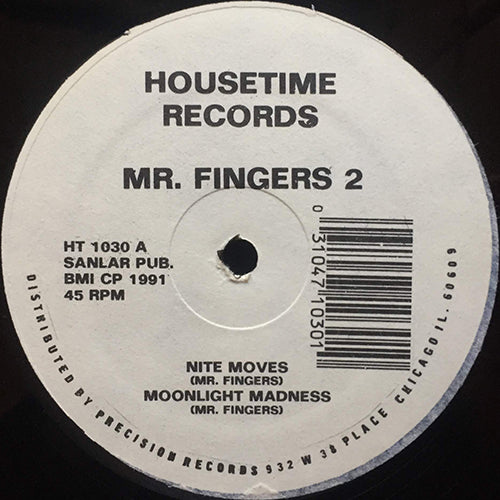 HOUSETIME
RECORDS
MR. FINGERS 2
HT 1030 A
SANLAR PUB.
BMI CP 1991
45 RPM
0 31047 10301
NITE MOVES
(MR. FINGERS)
MOONLIGHT MADNESS
(MR. FINGERS)
DISTRIBUTED BY PRECISION RECORDS 932 W 38 PLACE CHICAGO IL. 60609